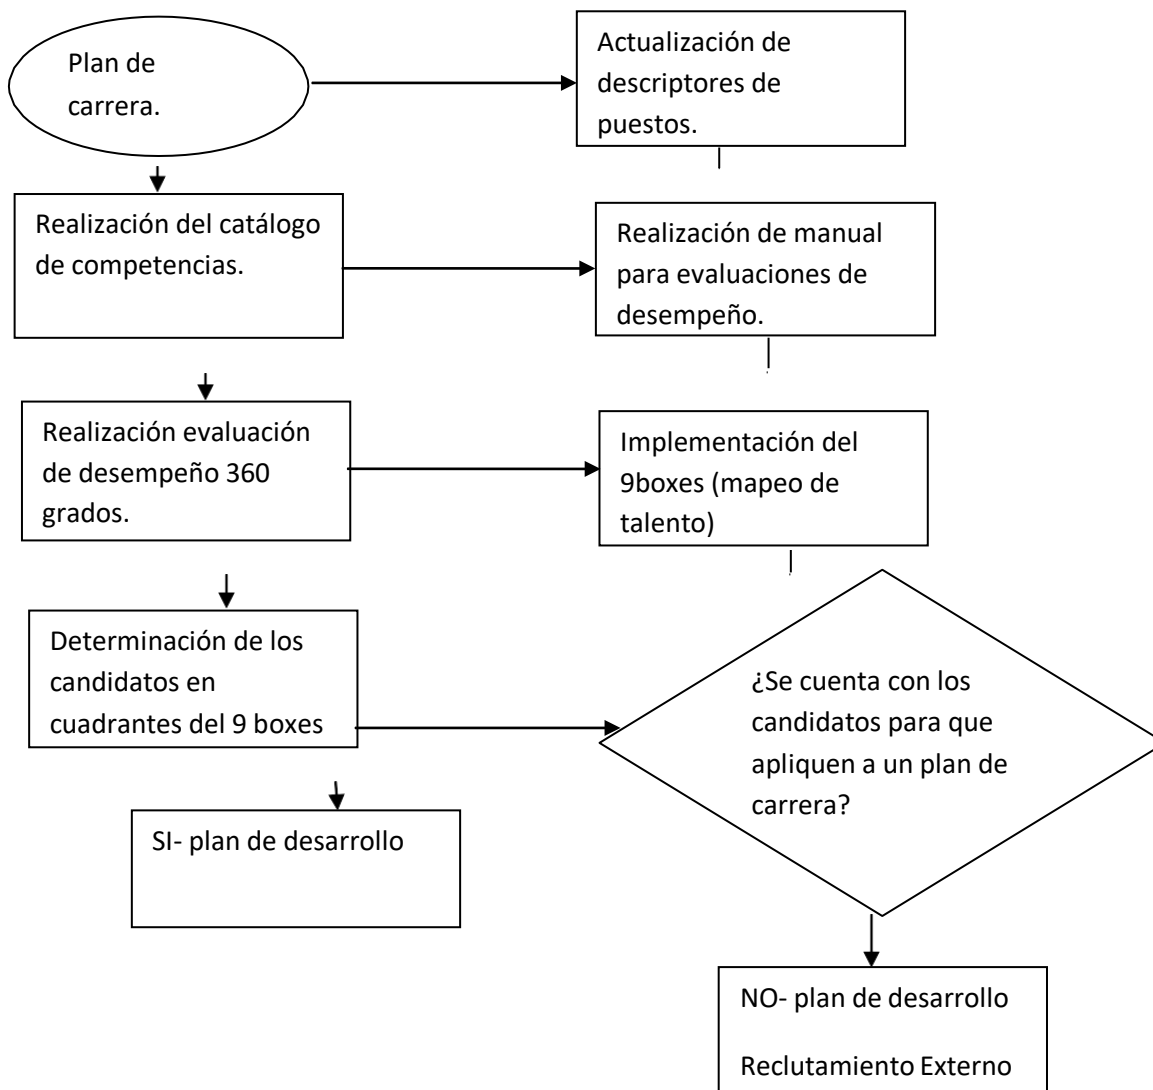 Plan de
carrera.
Actualización de
descriptores de
puestos.
Realización del catálogo
de competencias.
Realización de manual
para evaluaciones de
desempeño.
Realización evaluación
de desempeño 360
grados.
Implementación del
9boxes (mapeo de
talento)
Determinación de los
candidatos en
cuadrantes del 9 boxes
¿Se cuenta con los
candidatos para que
apliquen a un plan de
carrera?
SI- plan de desarrollo
NO- plan de desarrollo
Reclutamiento Externo